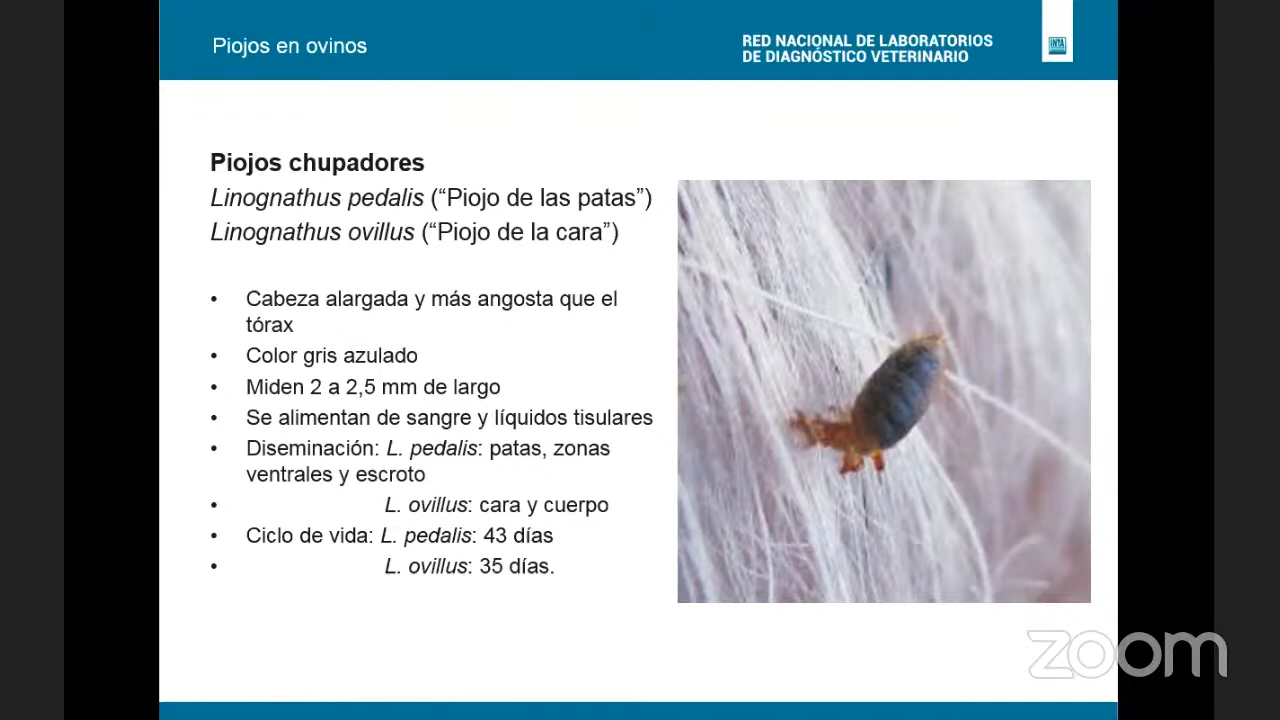 Piojos en ovinos
RED NACIONAL DE LABORATORIOS
DE DIAGNÓSTICO VETERINARIO
INTA
Piojos chupadores
Linognathus pedalis (“Piojo de las patas”)
Linognathus ovillus (“Piojo de la cara”)
• Cabeza alargada y más angosta que el
tórax
• Color gris azulado
• Miden 2 a 2,5 mm de largo
• Se alimentan de sangre y líquidos tisulares
• Diseminación: L. pedalis: patas, zonas
ventrales y escroto
• L. ovillus: cara y cuerpo
• Ciclo de vida: L. pedalis: 43 días
• L. ovillus: 35 días.
zoom